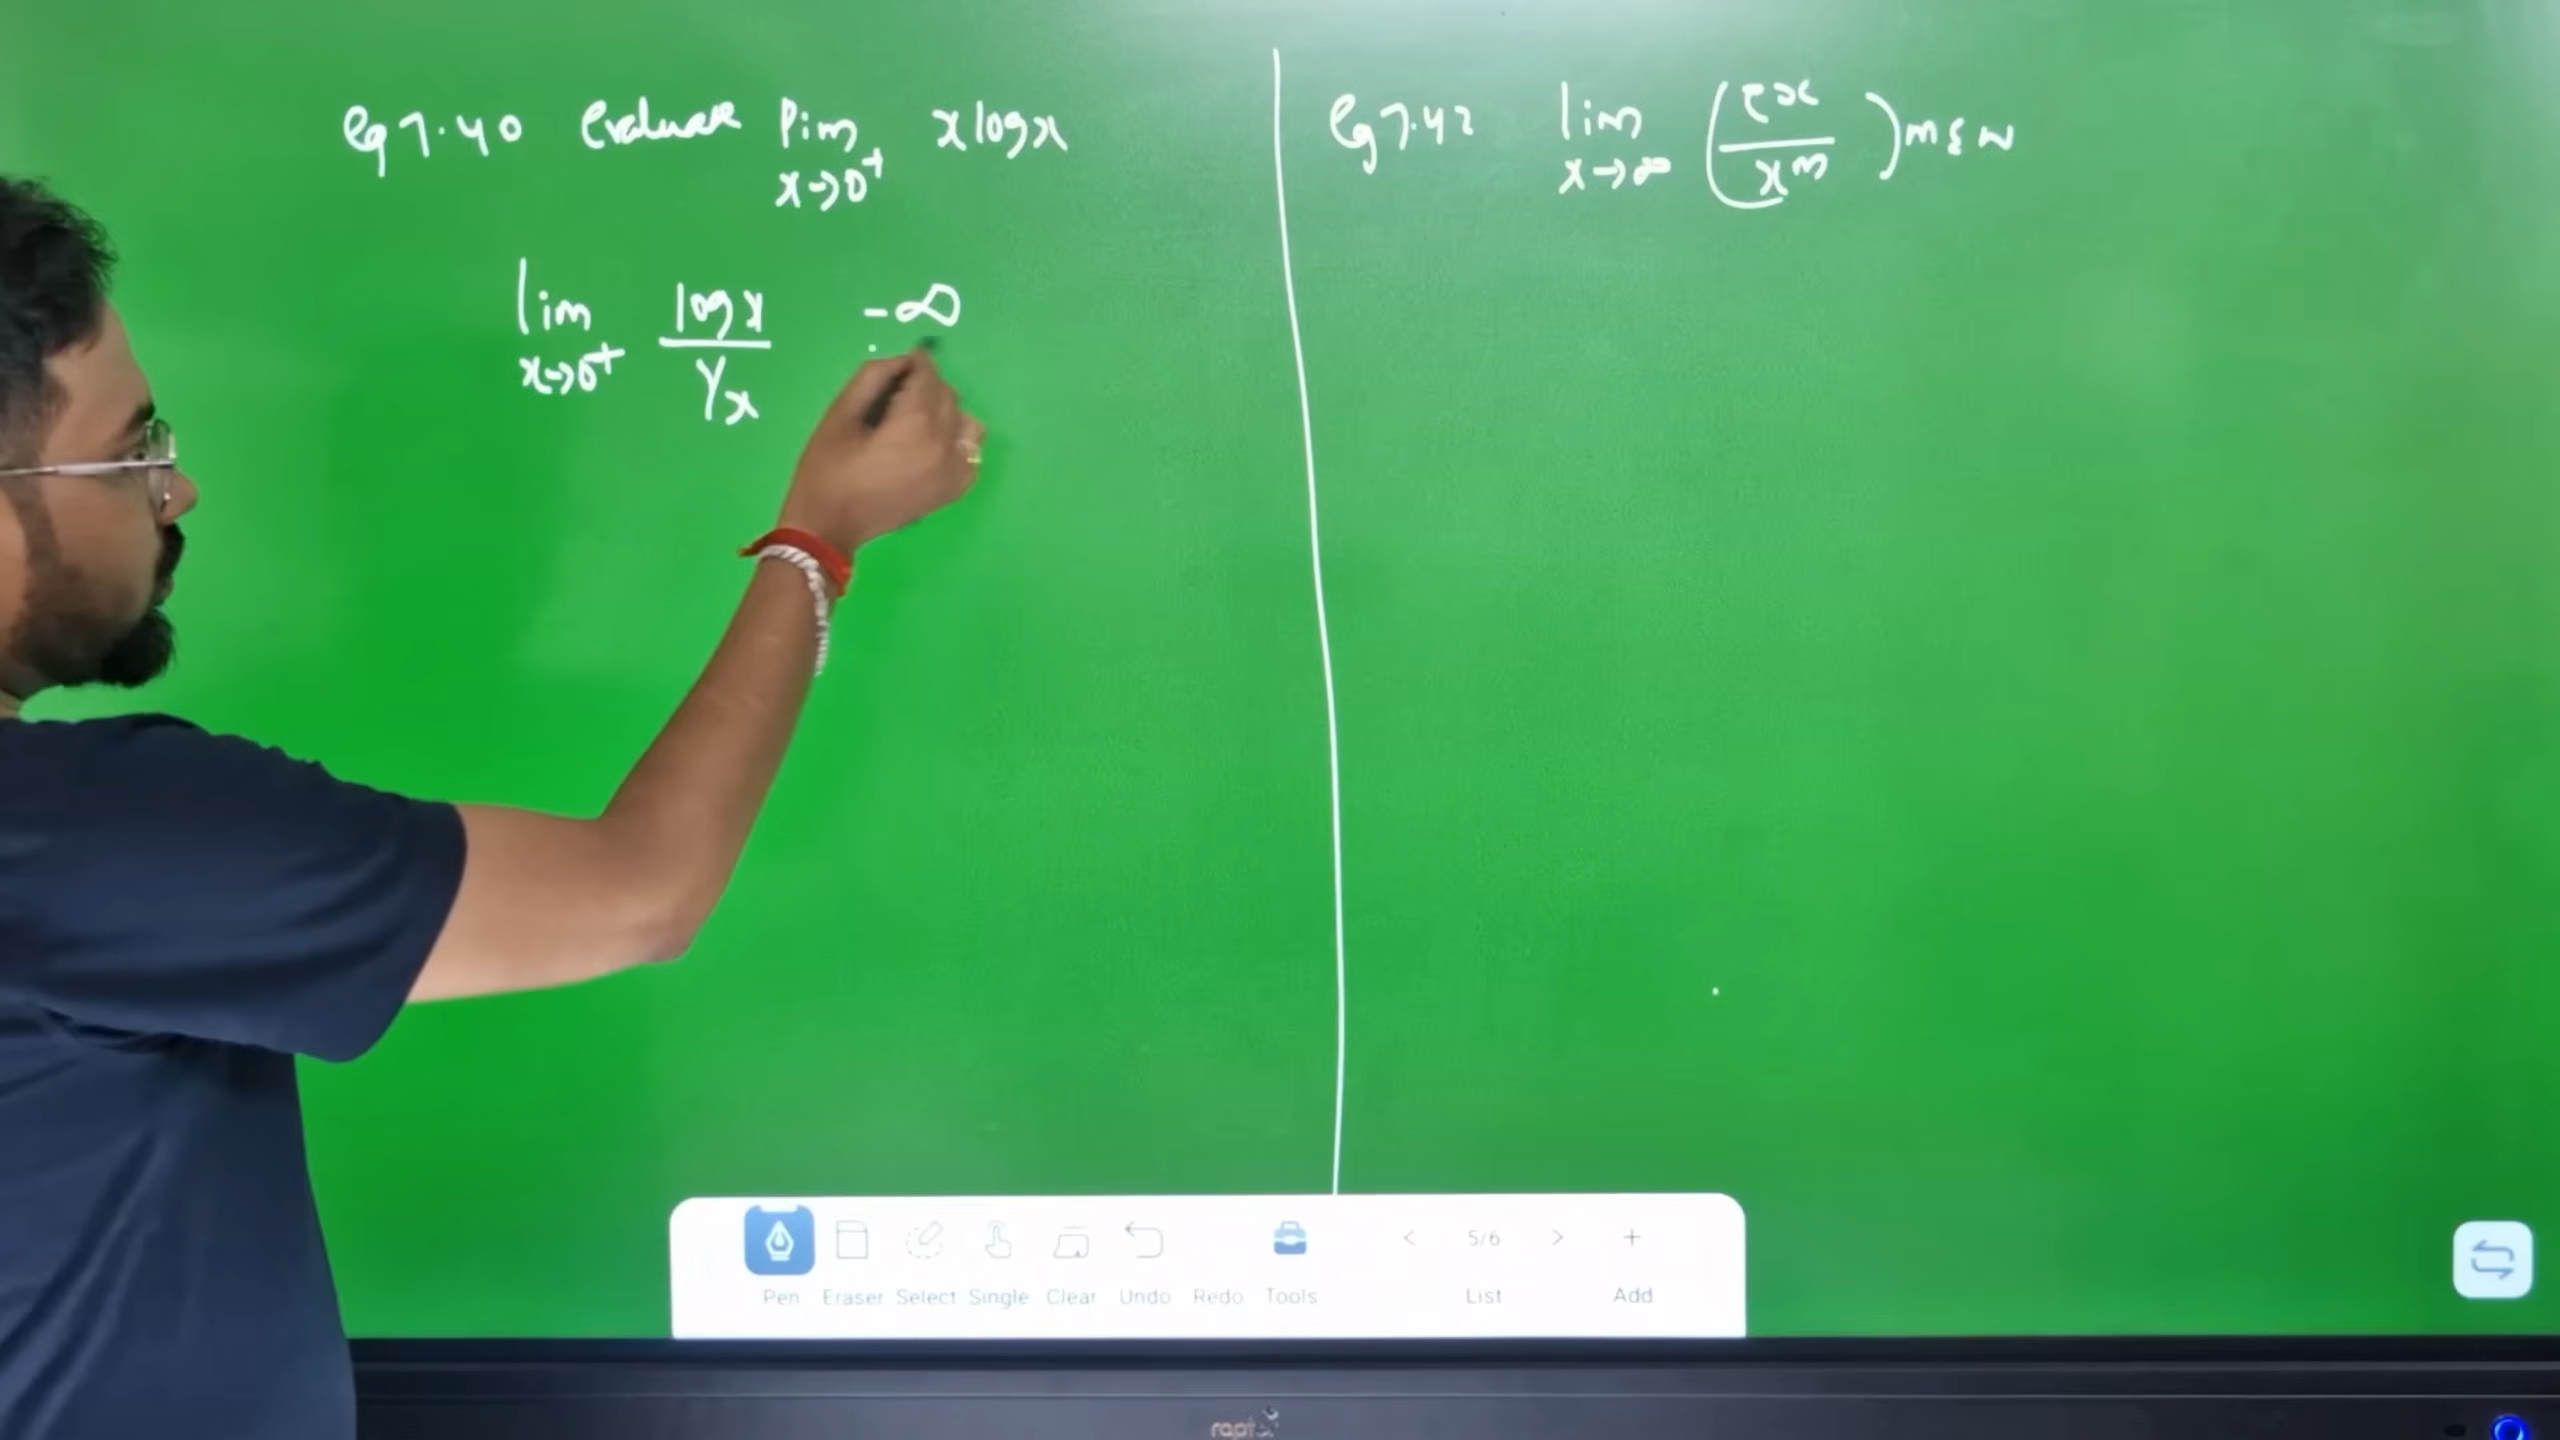 Eg 7.40 Evaluate lim x→0⁺ x log x
lim x→0⁺ log x / 1/x -∞
Eg 7.42 lim x→∞ (eˣ / xᵐ) m ∈ N
Pen Eraser Select Single Clear Undo Redo Tools < 5/6 > List + Add